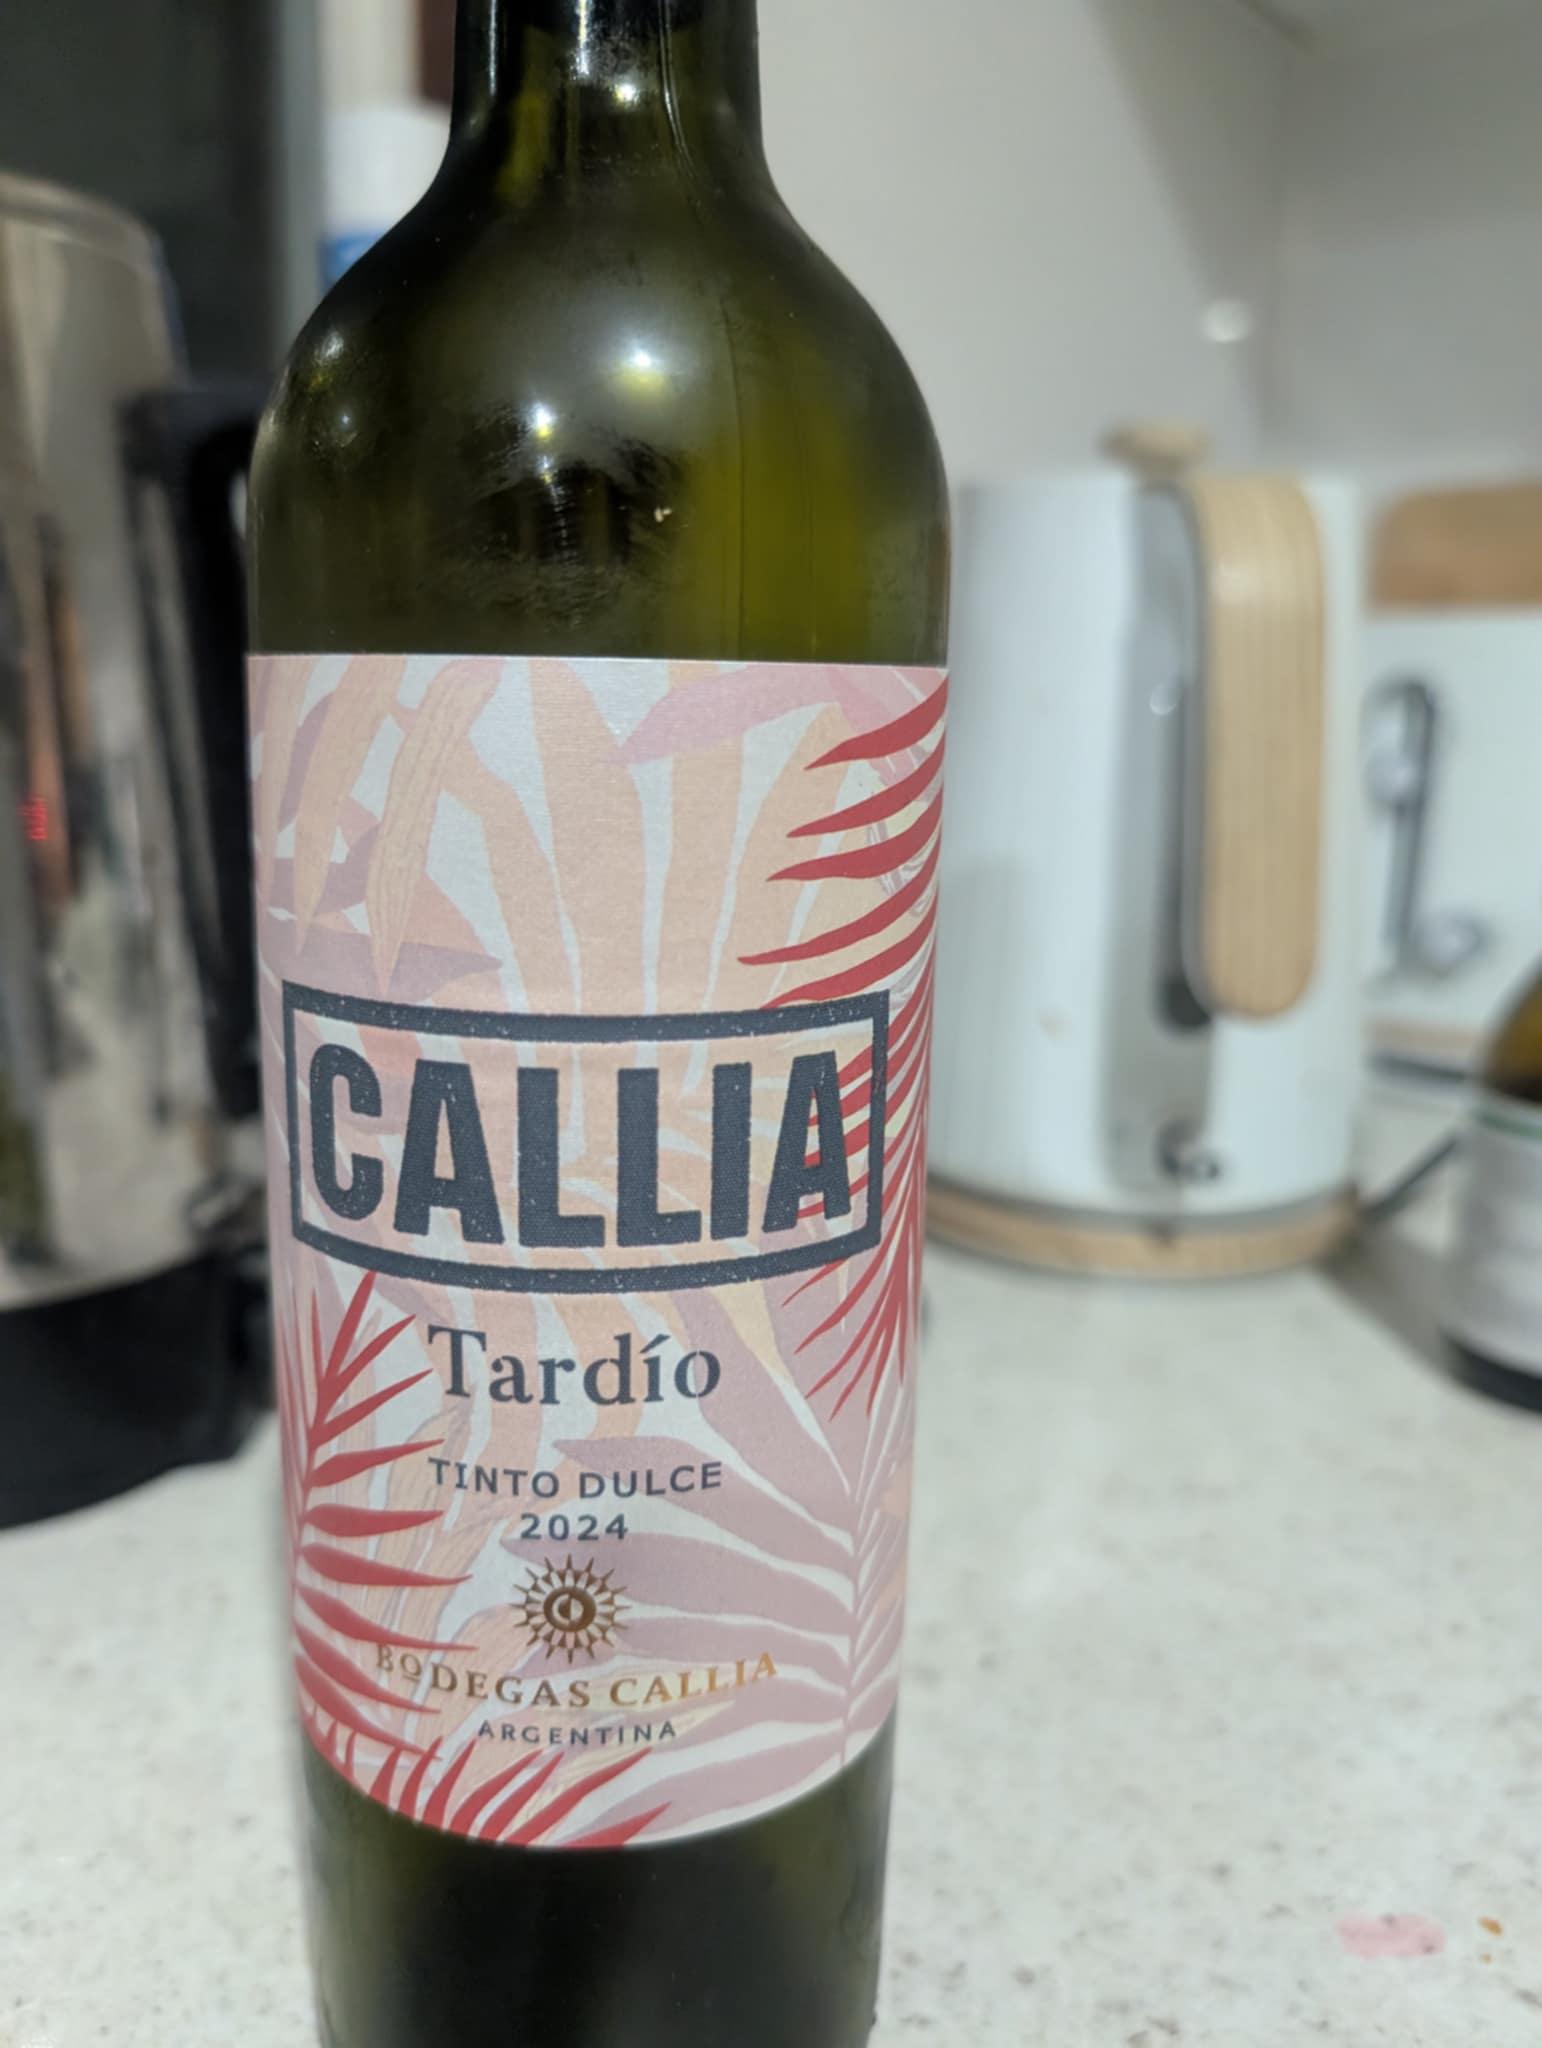 CALLIA
Tardío
TINTO DULCE
2024
BODEGAS CALLIA
ARGENTINA